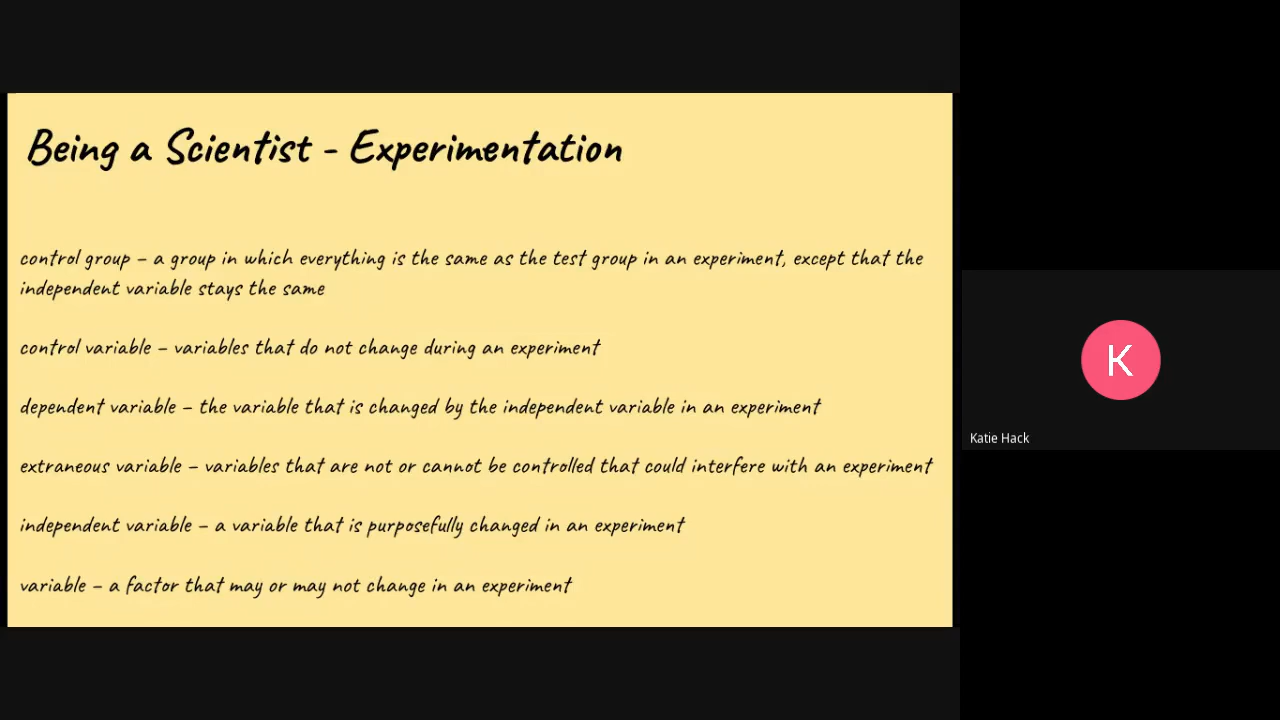 Being a Scientist - Experimentation
control group – a group in which everything is the same as the test group in an experiment, except that the
independent variable stays the same
control variable – variables that do not change during an experiment
dependent variable – the variable that is changed by the independent variable in an experiment
extraneous variable – variables that are not or cannot be controlled that could interfere with an experiment
independent variable – a variable that is purposefully changed in an experiment
variable – a factor that may or may not change in an experiment
K
Katie Hack